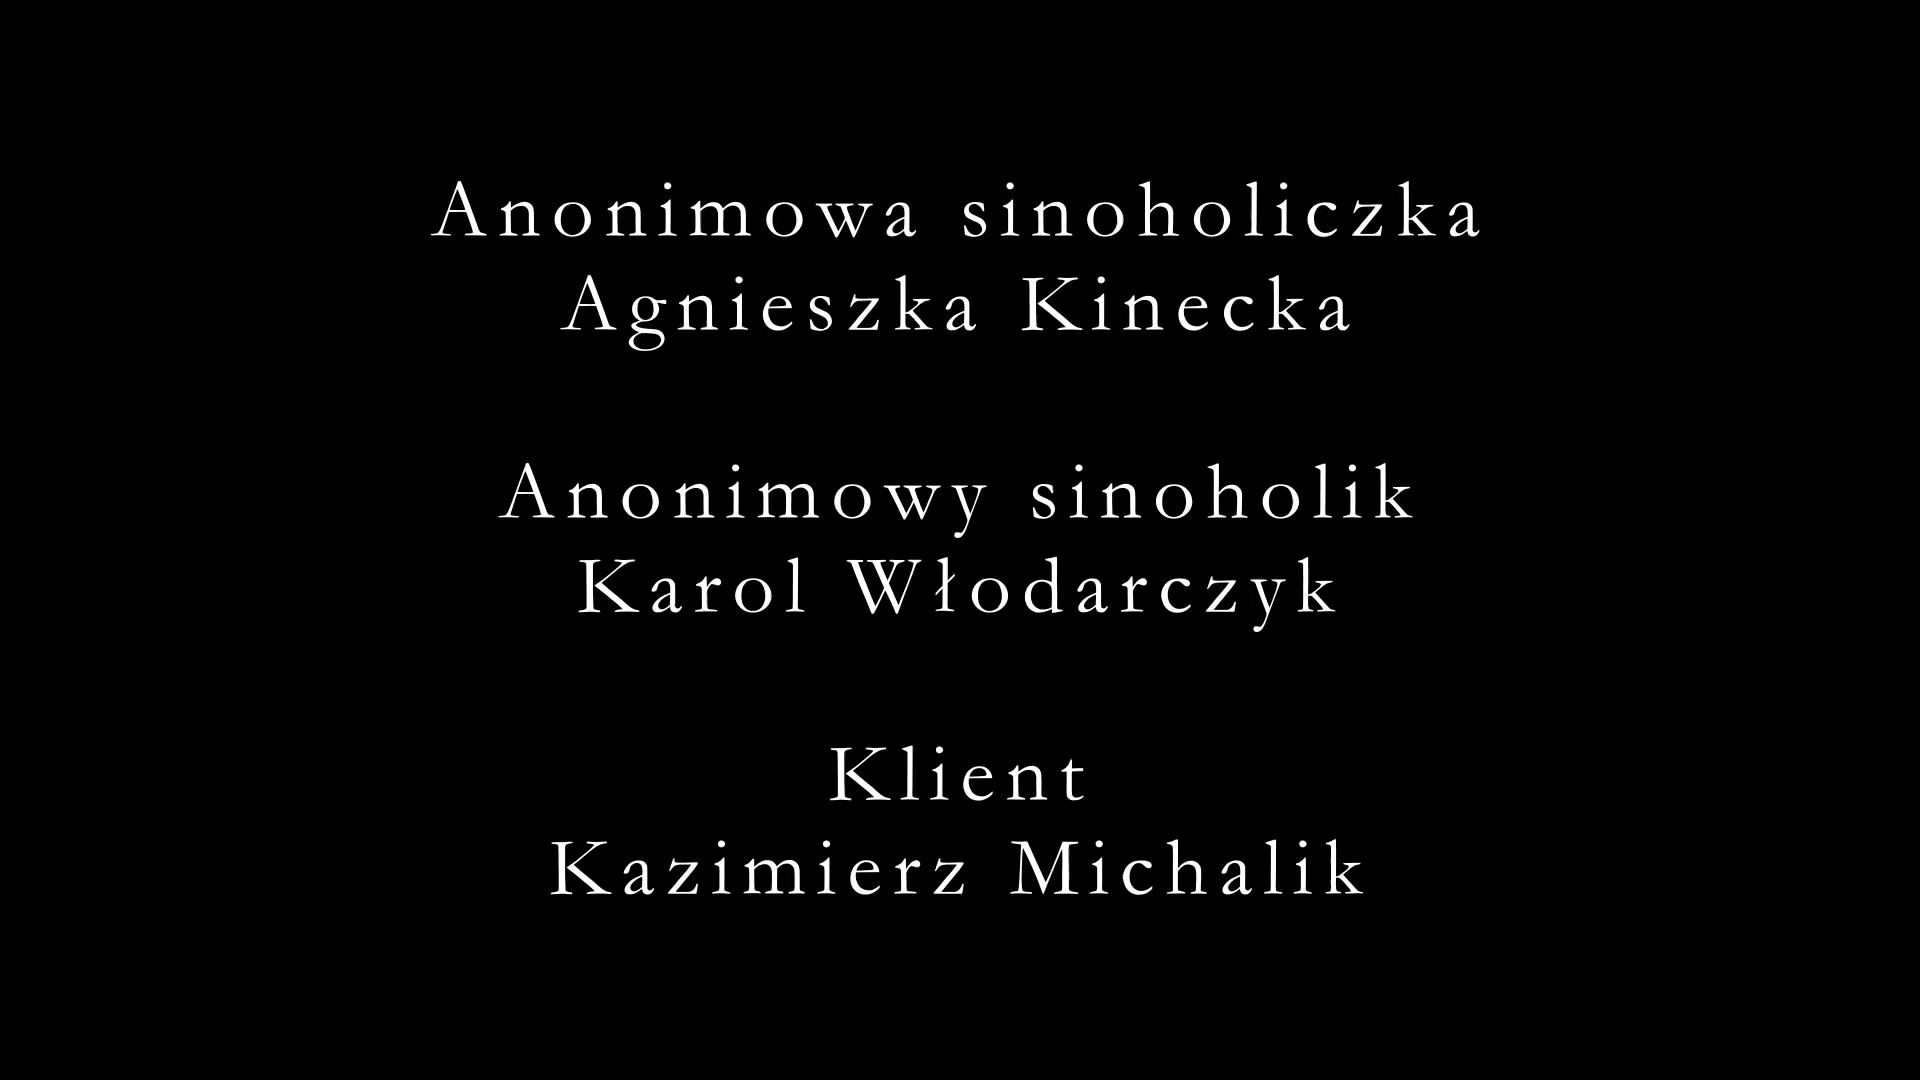 Anonimowa sinoholiczka
Agnieszka Kinecka
Anonimowy sinoholik
Karol Włodarczyk
Klient
Kazimierz Michalik